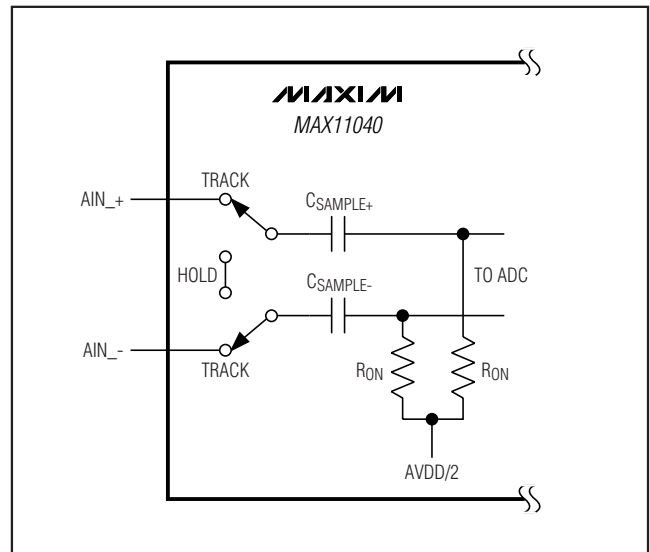 MAXIM
MAX11040
TRACK
AIN_+
CSAMPLE+
HOLD
TO ADC
CSAMPLE-
AIN_-
TRACK
RON
RON
AVDD/2